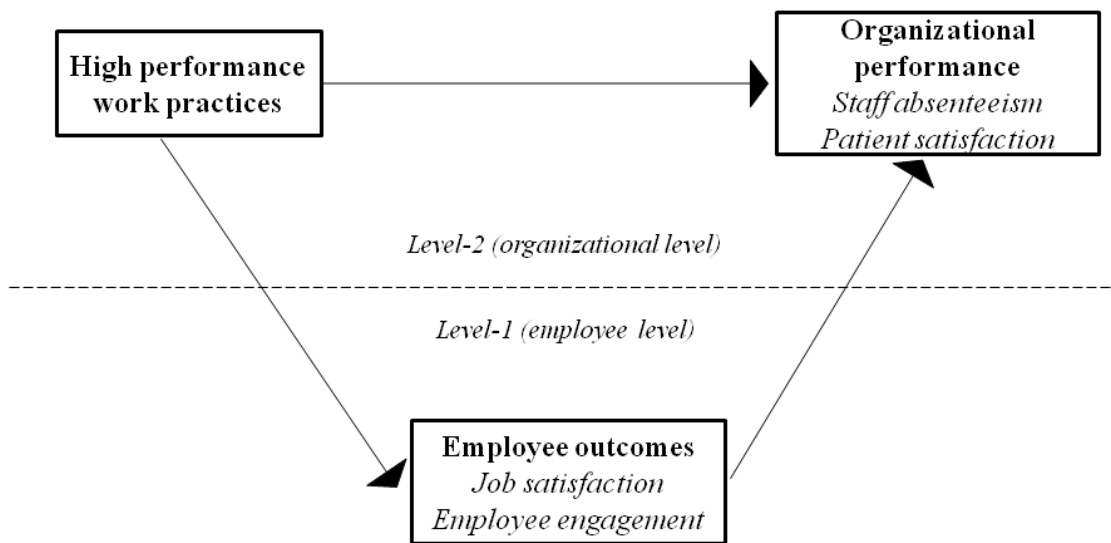 High performance
work practices
Organizational
performance
Staff absenteeism
Patient satisfaction
Level-2 (organizational level)
Level-1 (employee level)
Employee outcomes
Job satisfaction
Employee engagement